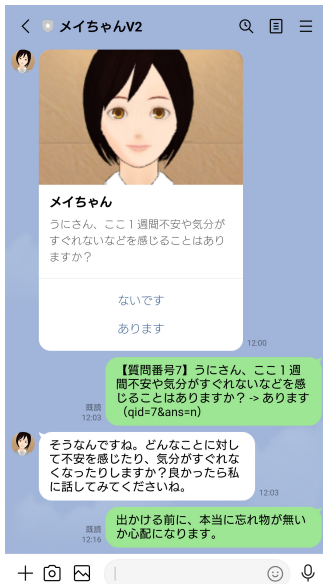 メイちゃんV2
メイちゃん
うにさん、ここ１週間不安や気分が
すぐれないなどを感じることはあり
ますか？
ないです
あります
12:00
【質問番号7】うにさん、ここ１週
間不安や気分がすぐれないなどを感
じることはありますか？ -> あります
（qid=7&ans=n）
既読
12:03
そうなんですね。どんなことに対し
て不安を感じたり、気分がすぐれな
くなったりしますか？良かったら私
に話してみてくださいね。
12:03
出かける前に、本当に忘れ物が無い
か心配になります。
既読
12:16